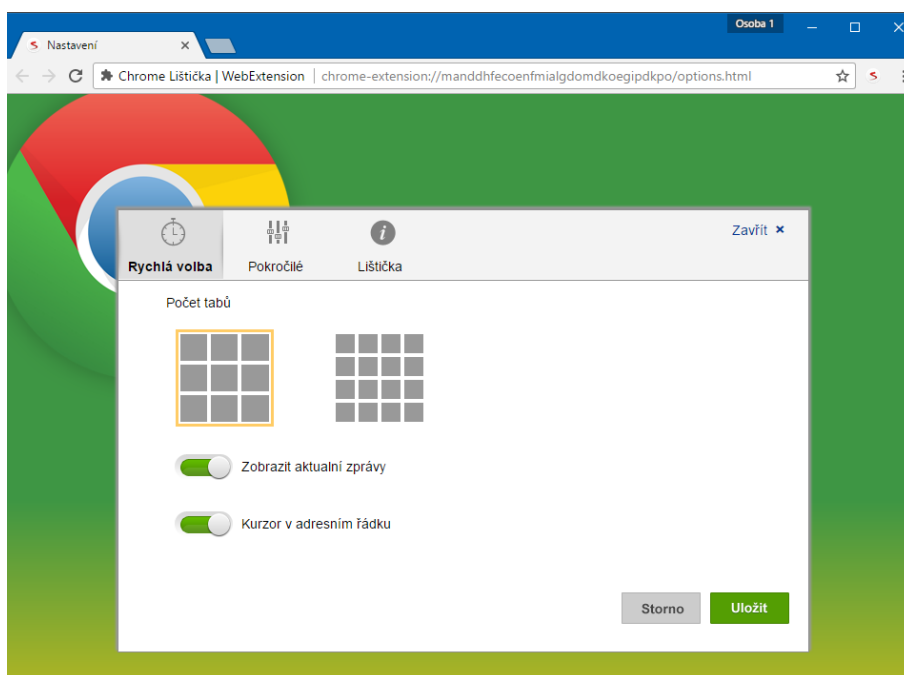 Osoba 1
S Nastavení
Chrome Lištička | WebExtension | chrome-extension://manddhfecoenfmialgdomdkoegipdkpo/options.html
S
Zavřít ×
Rychlá volba Pokročilé Lištička
Počet tabů
Zobrazit aktualní zprávy
Kurzor v adresním řádku
Storno Uložit